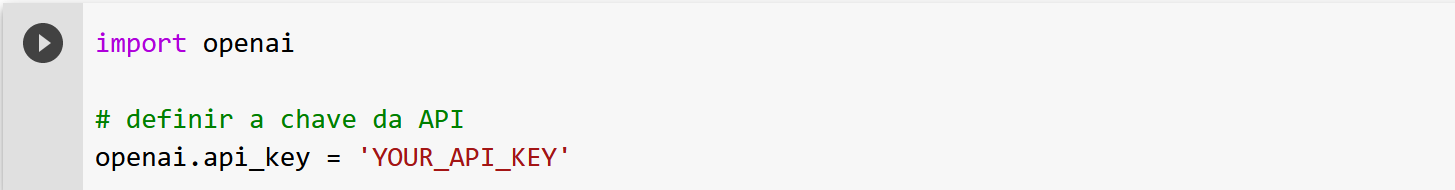 import openai
# definir a chave da API
openai.api_key = 'YOUR_API_KEY'